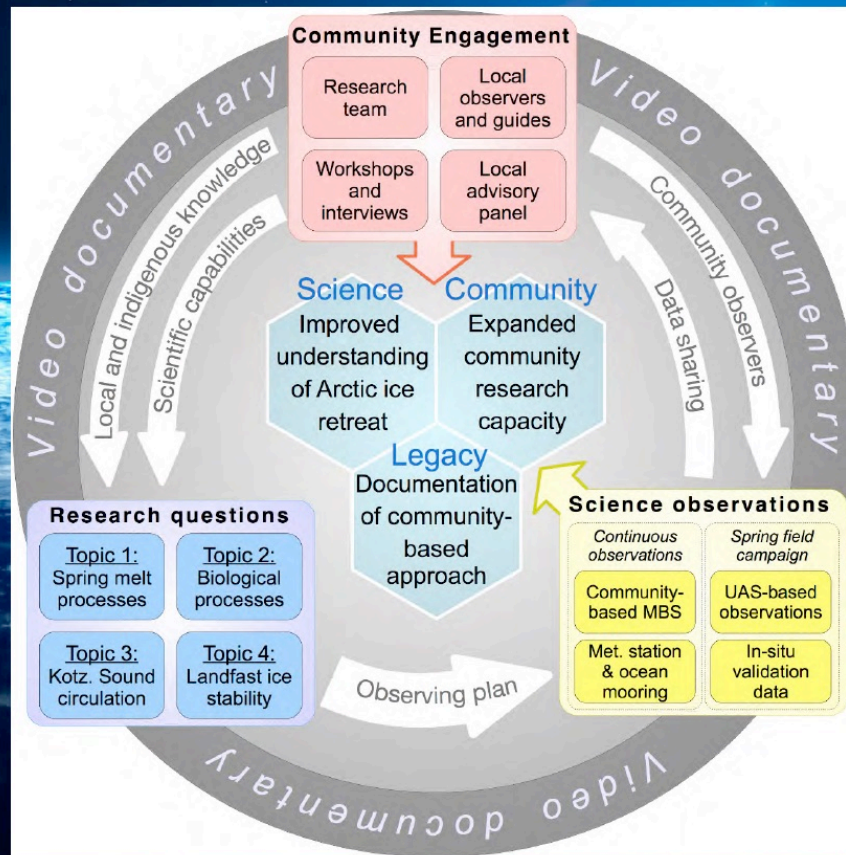 Community Engagement
Research
team
Local
observers
and guides
Workshops
and
interviews
Local
advisory
panel
Video documentary
Video documentary
Local and indigenous knowledge
Scientific capabilities
Community observers
Data sharing
Science
Improved
understanding
of Arctic ice
retreat
Community
Expanded
community
research
capacity
Legacy
Documentation
of community-
based
approach
Research questions
Topic 1:
Spring melt
processes
Topic 2:
Biological
processes
Topic 3:
Kotz. Sound
circulation
Topic 4:
Landfast ice
stability
Observing plan
Science observations
Continuous
observations
Spring field
campaign
Community-
based MBS
UAS-based
observations
Met. station
& ocean
mooring
In-situ
validation
data
Video documentary